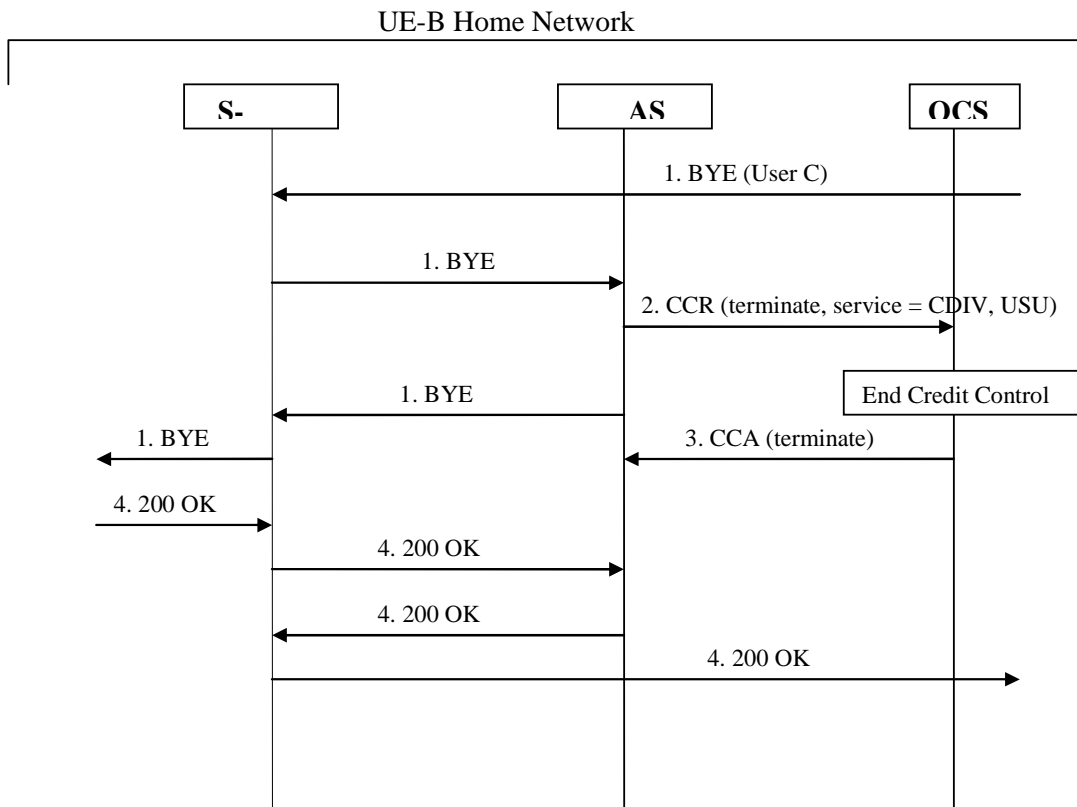 UE-B Home Network
S-
AS
OCS
1. BYE (User C)
1. BYE
2. CCR (terminate, service = CDIV, USU)
1. BYE
End Credit Control
1. BYE
3. CCA (terminate)
4. 200 OK
4. 200 OK
4. 200 OK
4. 200 OK